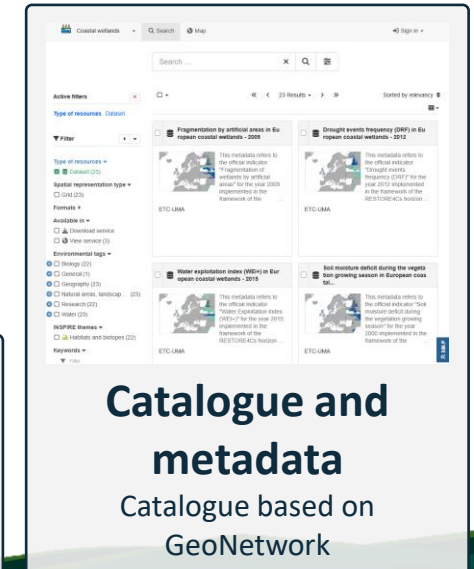 Coastal wetlands
Search
Map
Sign in
Search ...
Active filters
Type of resources Dataset
23 Results
Sorted by relevancy
Filter
Type of resources
Dataset (23)
Spatial representation type
Grid (23)
Formats
Available in
Download service
View service (3)
Environmental tags
Biology (22)
General (1)
Geography (23)
Natural areas, landscap... (23)
Research (22)
Water (23)
INSPIRE themes
Habitats and biotopes (22)
Keywords
Filter
Fragmentation by artificial areas in Eu
ropean coastal wetlands - 2009
This metadata refers to
the official indicator
"Fragmentation of
wetlands by artificial
areas" for the year 2009
implemented in the
framework of the
ETC-UMA
Drought events frequency (DRF) in Eu
ropean coastal wetlands - 2012
This metadata refers to
the official indicator
"Drought events
frequency (DRF)" for the
year 2012 implemented
in the framework of the
RESTORE4Cs horizon ...
ETC-UMA
Water exploitation index (WEI+) in Eur
opean coastal wetlands - 2015
This metadata refers to
the official indicator
"Water Exploitation Index
(WEI+)" for the year 2015
implemented in the
framework of the
RESTORE4Cs horizon ...
ETC-UMA
Soil moisture deficit during the vegeta
tion growing season in European coas
tal...
This metadata refers to
the official indicator "Soil
moisture deficit during
the vegetation growing
season" for the year
2000 implemented in the
framework of the ...
ETC-UMA
Catalogue and
metadata
Catalogue based on
GeoNetwork